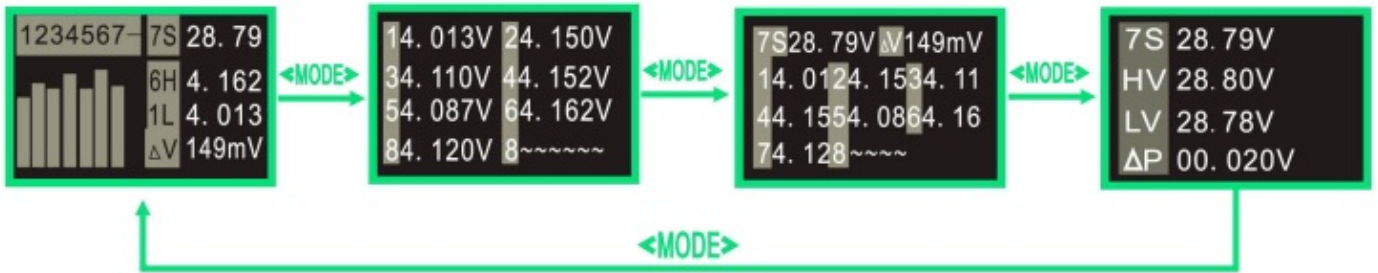 1234567- 7S 28.79
6H 4.162
1L 4.013
ΔV 149mV
<MODE>
14.013V 24.150V
34.110V 44.152V
54.087V 64.162V
84.120V 8~~~~~~
<MODE>
7S28.79V ΔV149mV
14.0124.1534.11
44.1554.0864.16
74.128~~~~
<MODE>
7S 28.79V
HV 28.80V
LV 28.78V
ΔP 00.020V
<MODE>